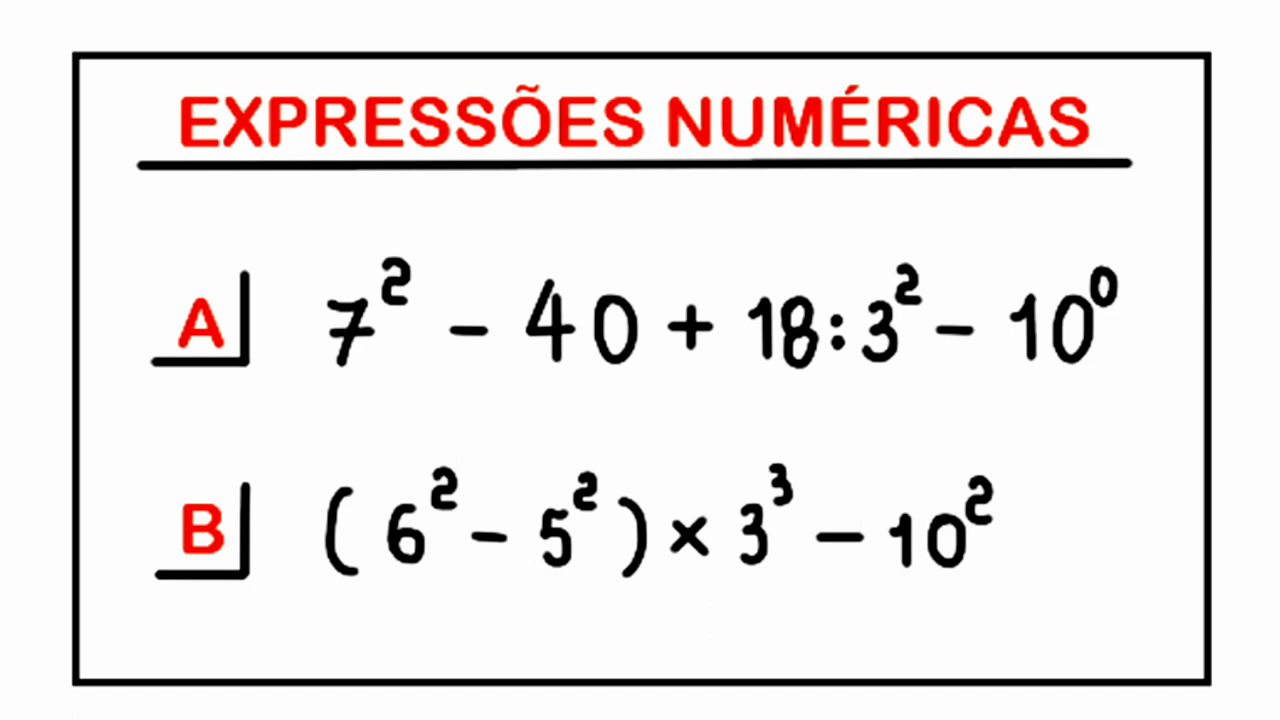 EXPRESSÕES NUMÉRICAS
A 7² - 40 + 18 : 3² - 10⁰
B ( 6² - 5² ) × 3³ - 10²